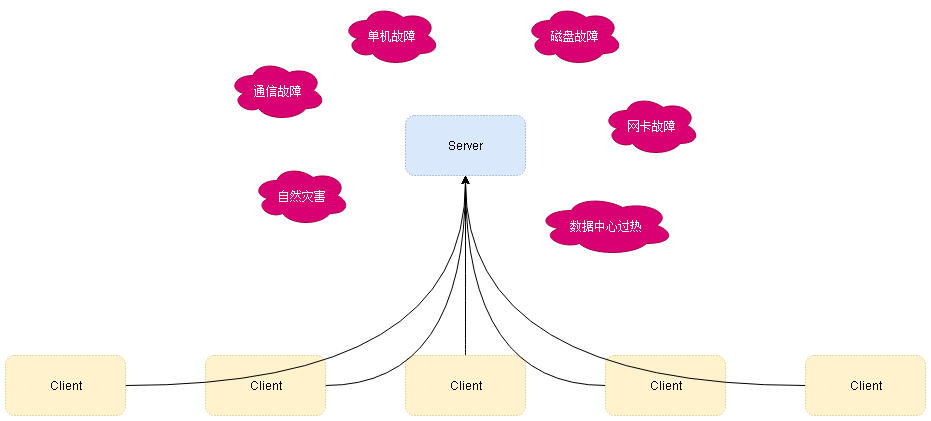 单机故障
磁盘故障
通信故障
网卡故障
Server
自然灾害
数据中心过热
Client
Client
Client
Client
Client